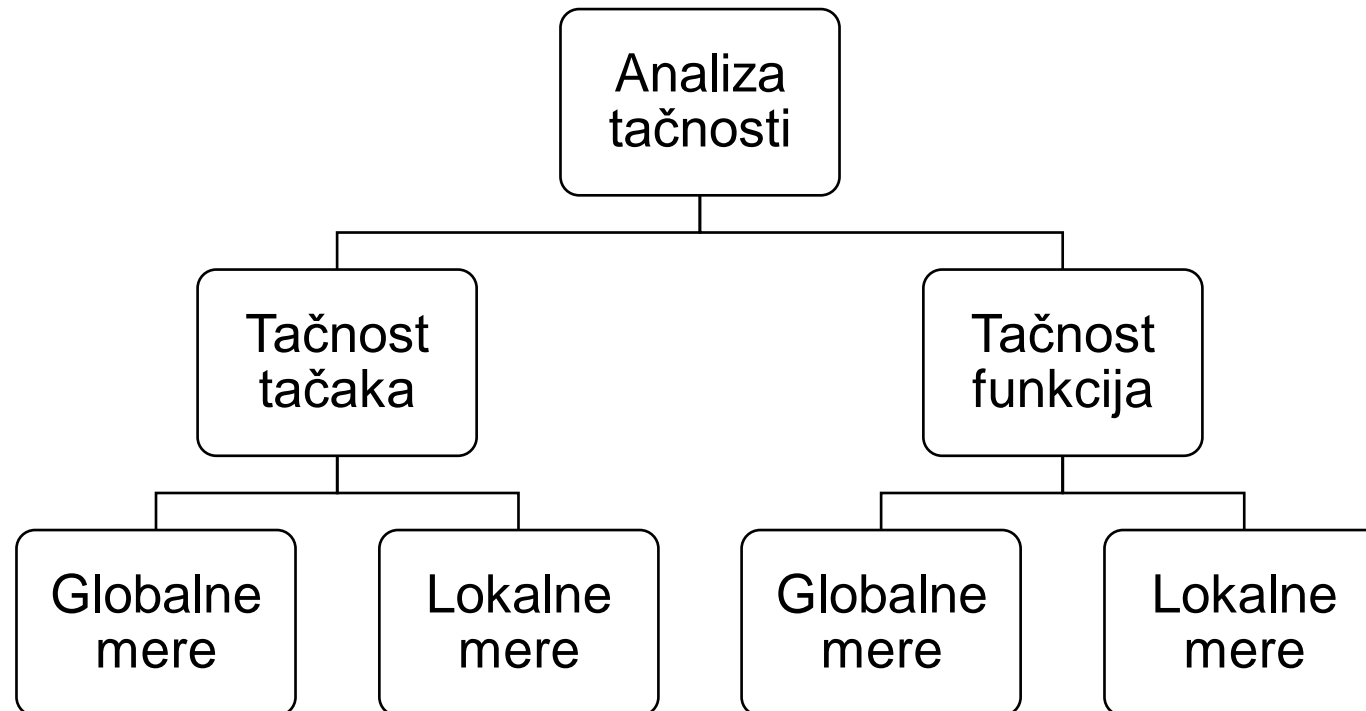 Analiza
tačnosti
Tačnost
tačaka
Tačnost
funkcija
Globalne
mere
Lokalne
mere
Globalne
mere
Lokalne
mere